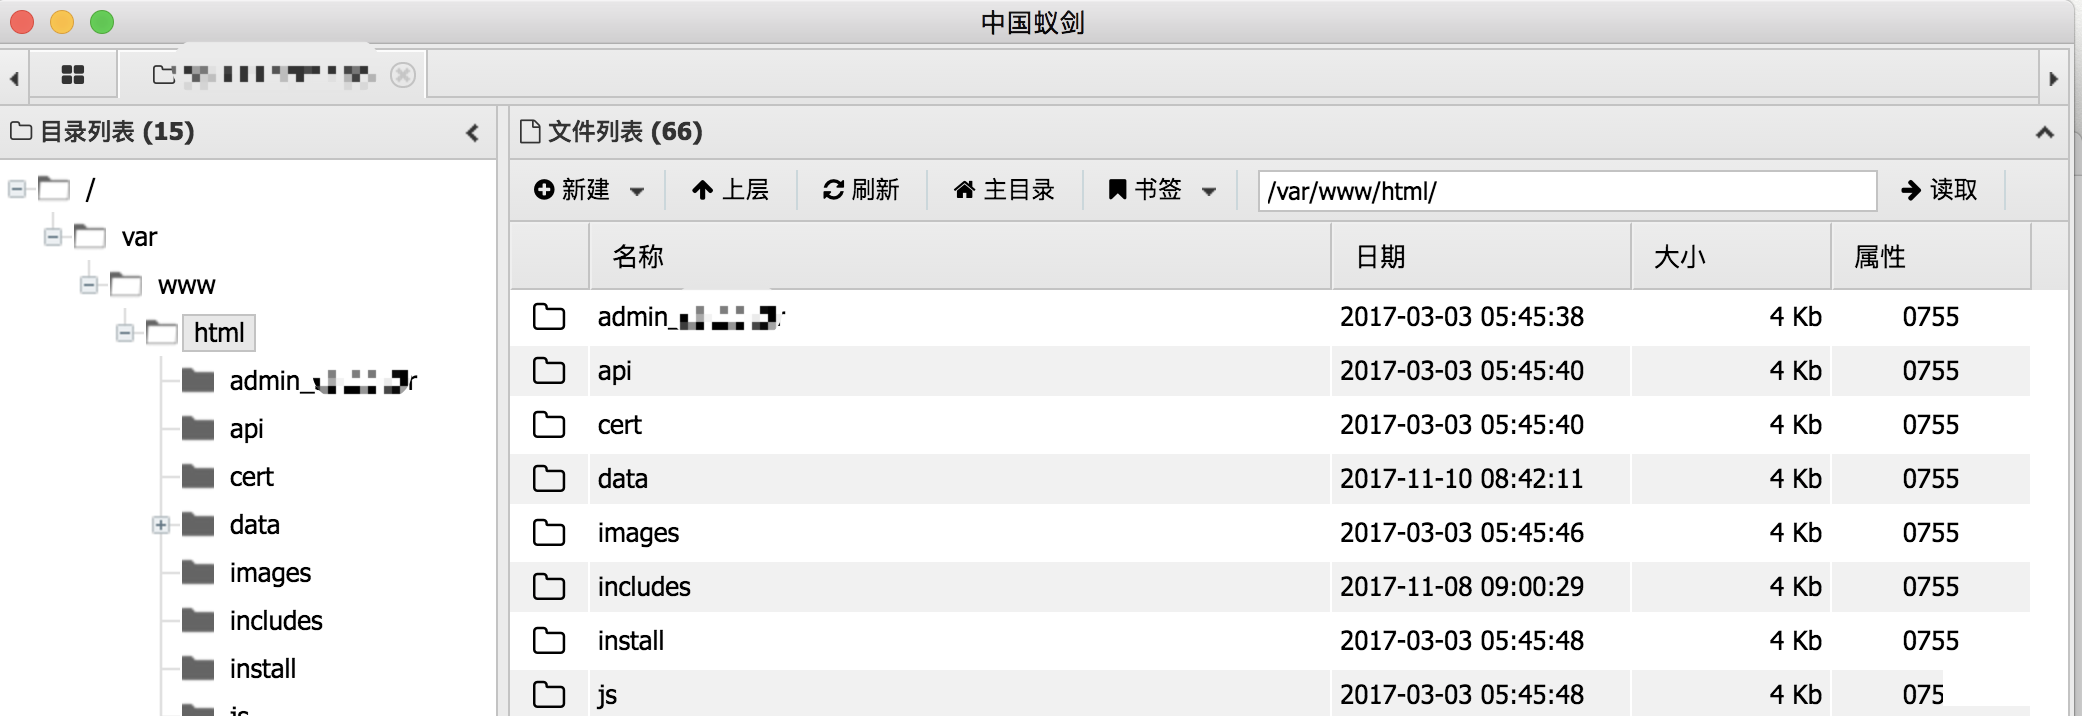 中国蚁剑
目录列表 (15)
/
var
www
html
admin_
api
cert
data
images
includes
install
js
文件列表 (66)
新建 上层 刷新 主目录 书签 /var/www/html/ 读取
名称 日期 大小 属性
admin_ 2017-03-03 05:45:38 4 Kb 0755
api 2017-03-03 05:45:40 4 Kb 0755
cert 2017-03-03 05:45:40 4 Kb 0755
data 2017-11-10 08:42:11 4 Kb 0755
images 2017-03-03 05:45:46 4 Kb 0755
includes 2017-11-08 09:00:29 4 Kb 0755
install 2017-03-03 05:45:48 4 Kb 0755
js 2017-03-03 05:45:48 4 Kb 075